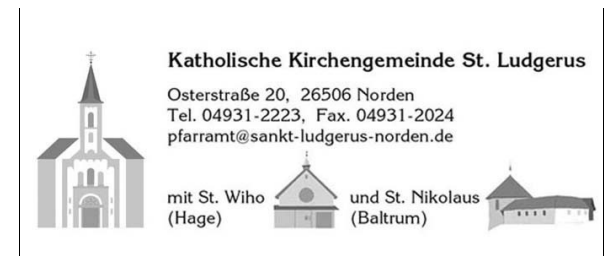 Katholische Kirchengemeinde St. Ludgerus
Osterstraße 20, 26506 Norden
Tel. 04931-2223, Fax. 04931-2024
pfarramt@sankt-ludgerus-norden.de
mit St. Wiho
(Hage)
und St. Nikolaus
(Baltrum)